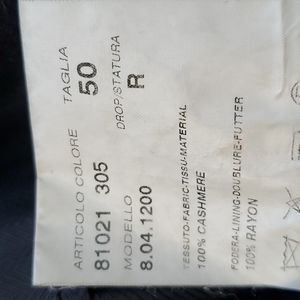 TAGLIA
50
DROP/STATURA
R
ARTICOLO COLORE
81021 305
MODELLO
8.04.1200
TESSUTO-FABRIC-TISSU-MATERIAL
100% CASHMERE
FODERA-LINING-DOUBLURE-FUTTER
100% RAYON